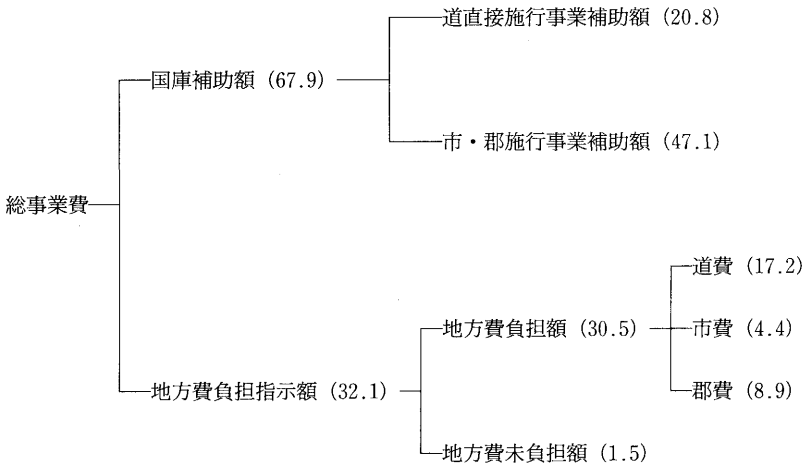 道直接施行事業補助額 (20.8)
国庫補助額 (67.9)
市・郡施行事業補助額 (47.1)
総事業費
道費 (17.2)
地方費負担額 (30.5)
市費 (4.4)
地方費負担指示額 (32.1)
郡費 (8.9)
地方費未負担額 (1.5)